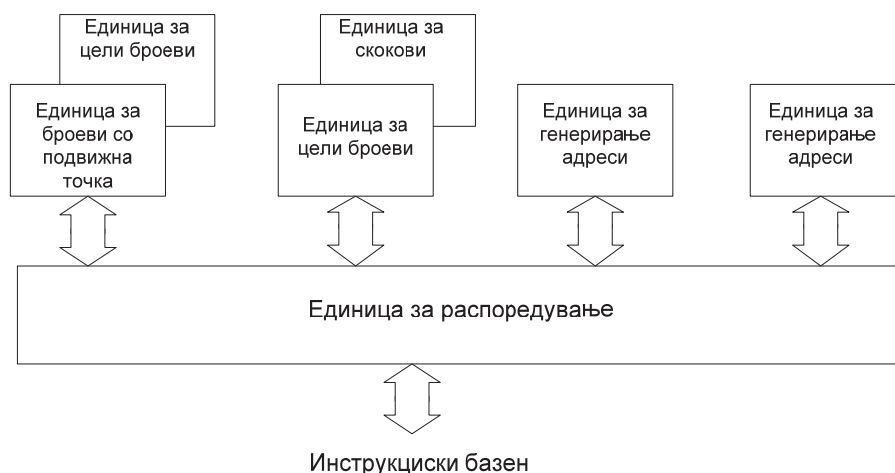 Единица за
цели броеви
Единица за
скокови
Единица за
броеви со
подвижна
точка
Единица за
цели броеви
Единица за
генерирање
адреси
Единица за
генерирање
адреси
Единица за распоредување
Инструкциски базен